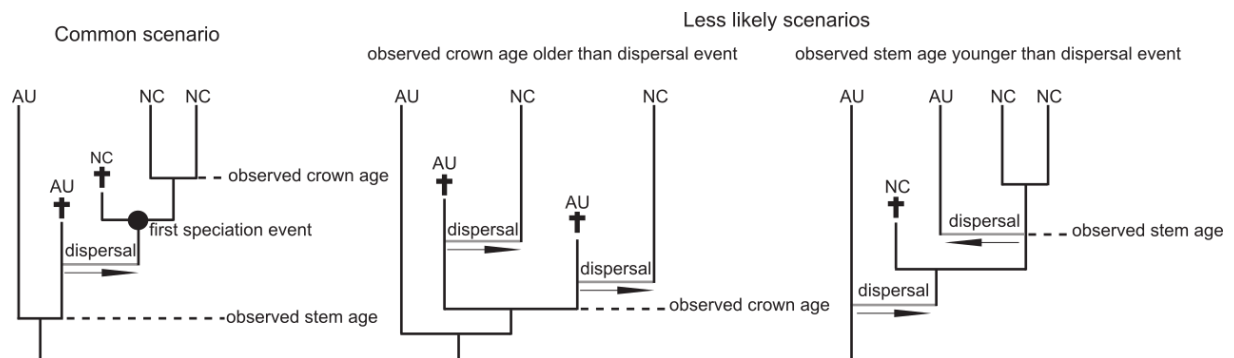 Common scenario
Less likely scenarios
observed crown age older than dispersal event
observed stem age younger than dispersal event
AU
NC
NC
NC
AU
observed crown age
first speciation event
dispersal
observed stem age
AU
NC
NC
AU
AU
dispersal
dispersal
observed crown age
AU
AU
NC
NC
NC
dispersal
observed stem age
dispersal